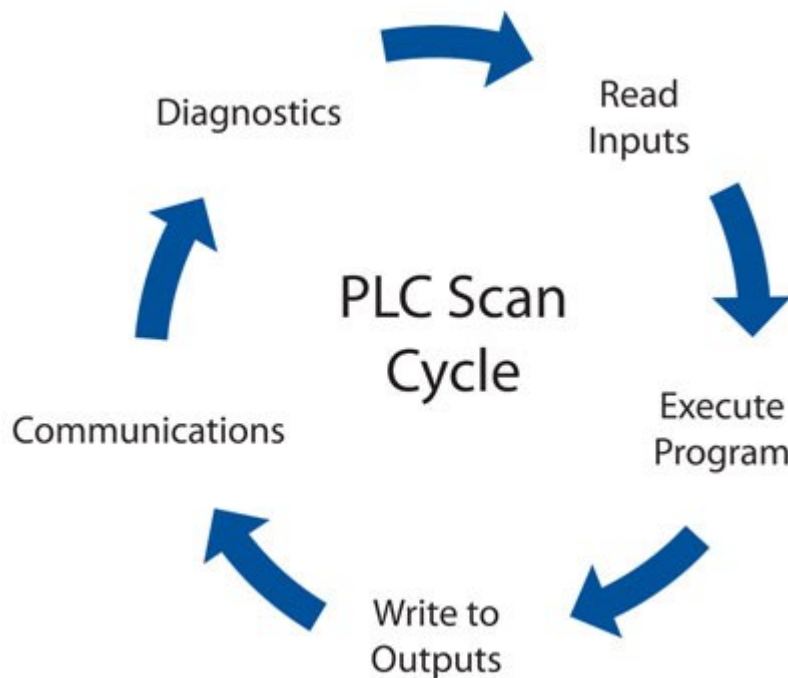 PLC Scan
Cycle
Read
Inputs
Execute
Program
Write to
Outputs
Communications
Diagnostics